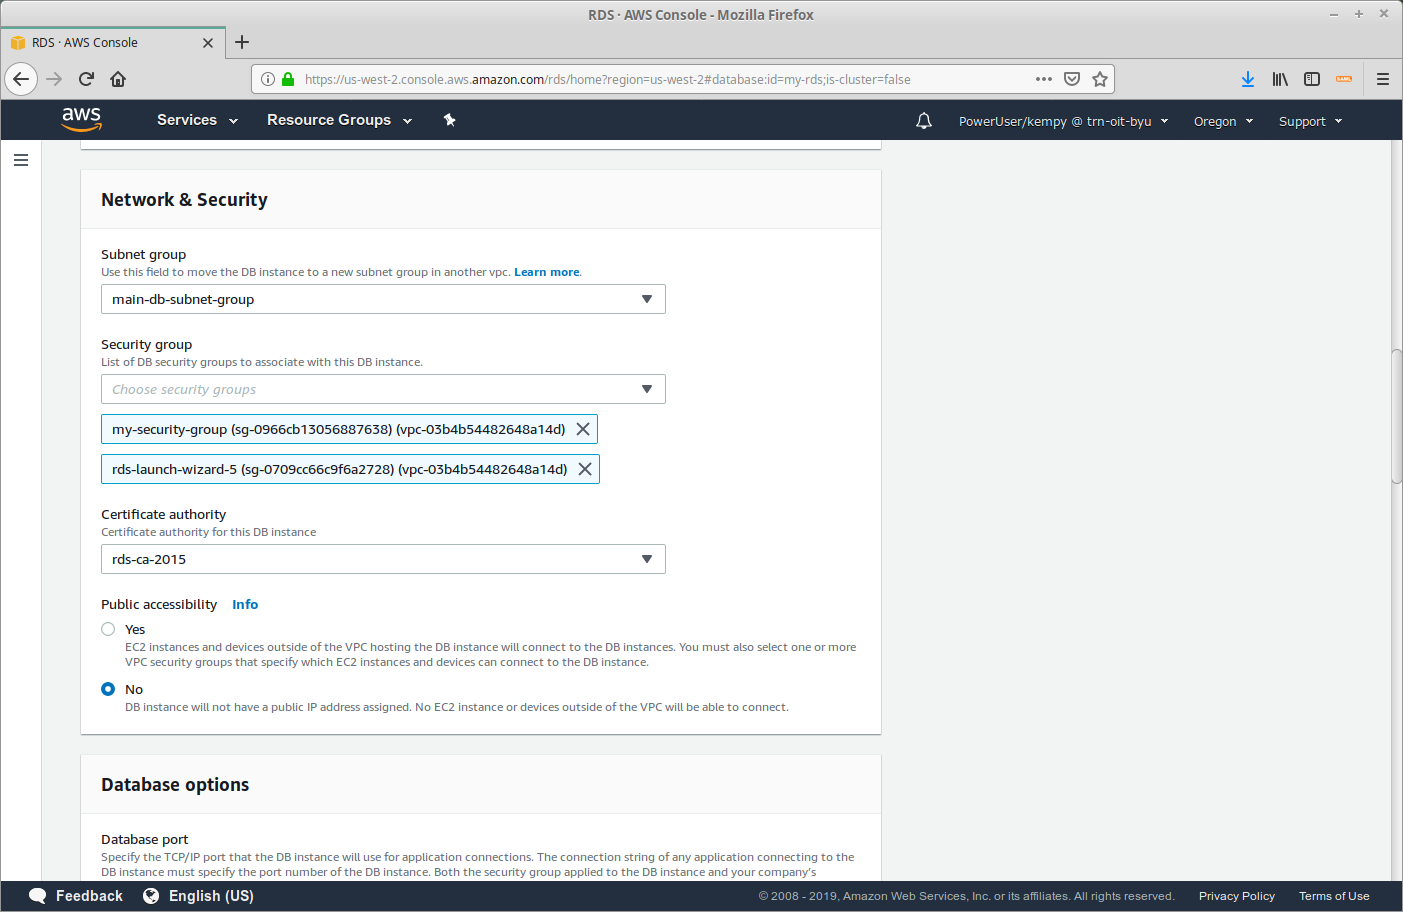 RDS · AWS Console - Mozilla Firefox
RDS · AWS Console
https://us-west-2.console.aws.amazon.com/rds/home?region=us-west-2#database:id=my-rds;is-cluster=false
aws Services Resource Groups PowerUser/kempy @ trn-oit-byu Oregon Support
Network & Security
Subnet group
Use this field to move the DB instance to a new subnet group in another vpc. Learn more.
main-db-subnet-group
Security group
List of DB security groups to associate with this DB instance.
Choose security groups
my-security-group (sg-0966cb13056887638) (vpc-03b4b54482648a14d)
rds-launch-wizard-5 (sg-0709cc66c9f6a2728) (vpc-03b4b54482648a14d)
Certificate authority
Certificate authority for this DB instance
rds-ca-2015
Public accessibility Info
Yes
EC2 instances and devices outside of the VPC hosting the DB instance will connect to the DB instances. You must also select one or more
VPC security groups that specify which EC2 instances and devices can connect to the DB instance.
No
DB instance will not have a public IP address assigned. No EC2 instance or devices outside of the VPC will be able to connect.
Database options
Database port
Specify the TCP/IP port that the DB instance will use for application connections. The connection string of any application connecting to the
DB instance must specify the port number of the DB instance. Both the security group applied to the DB instance and your company's
Feedback English (US) © 2008 - 2019, Amazon Web Services, Inc. or its affiliates. All rights reserved. Privacy Policy Terms of Use